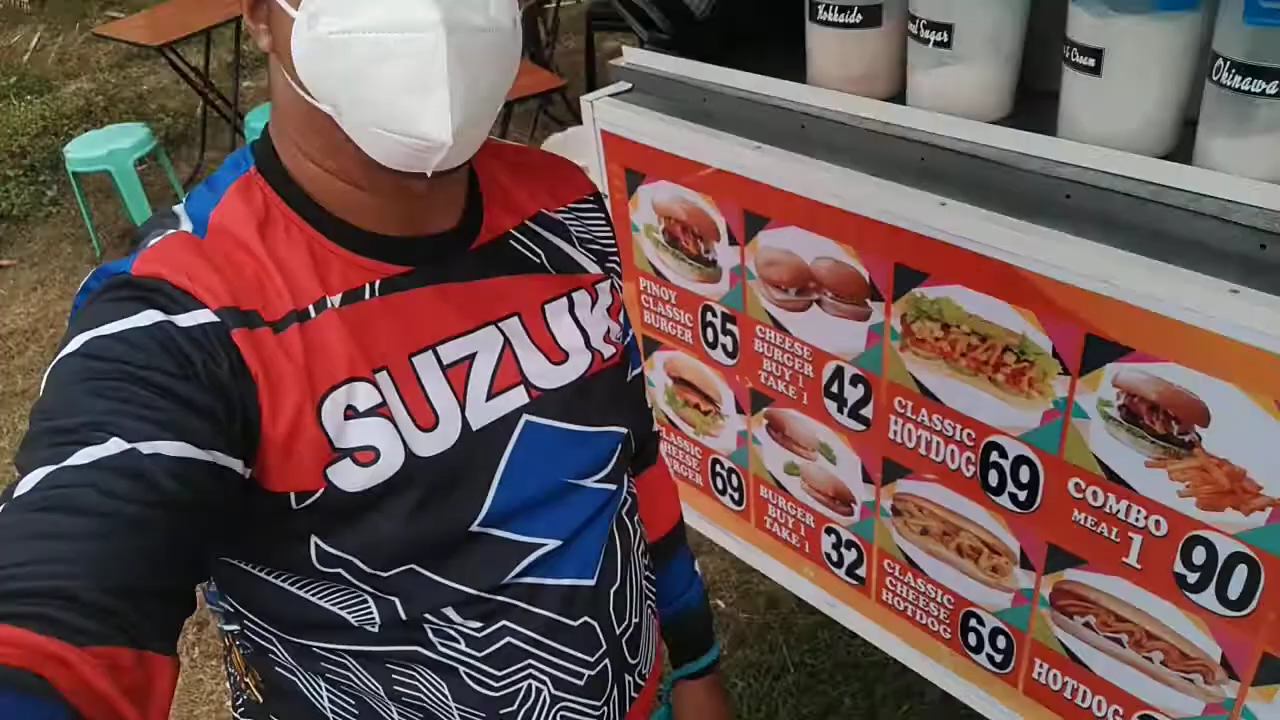 Hokkaido
Sugar
& Cream
Okinawa
SUZUKI
PINOY
CLASSIC
BURGER
65
CHEESE
BURGER
BUY 1
TAKE 1
42
CLASSIC
HOTDOG
69
COMBO
MEAL 1
90
CLASSIC
CHEESE
BURGER
69
BURGER
BUY 1
TAKE 1
32
CLASSIC
CHEESE
HOTDOG
69
HOTDOG